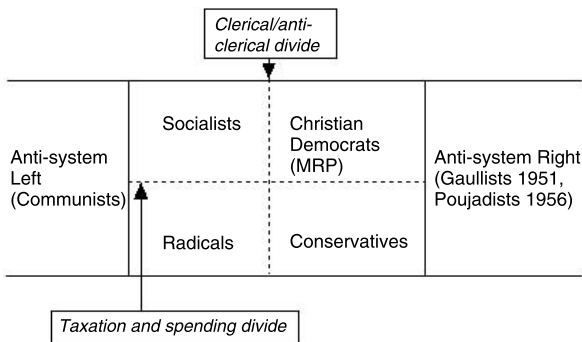 Clerical/anti-
clerical divide
Socialists
Christian
Democrats
(MRP)
Anti-system
Left
(Communists)
Anti-system Right
(Gaullists 1951,
Poujadists 1956)
Radicals
Conservatives
Taxation and spending divide